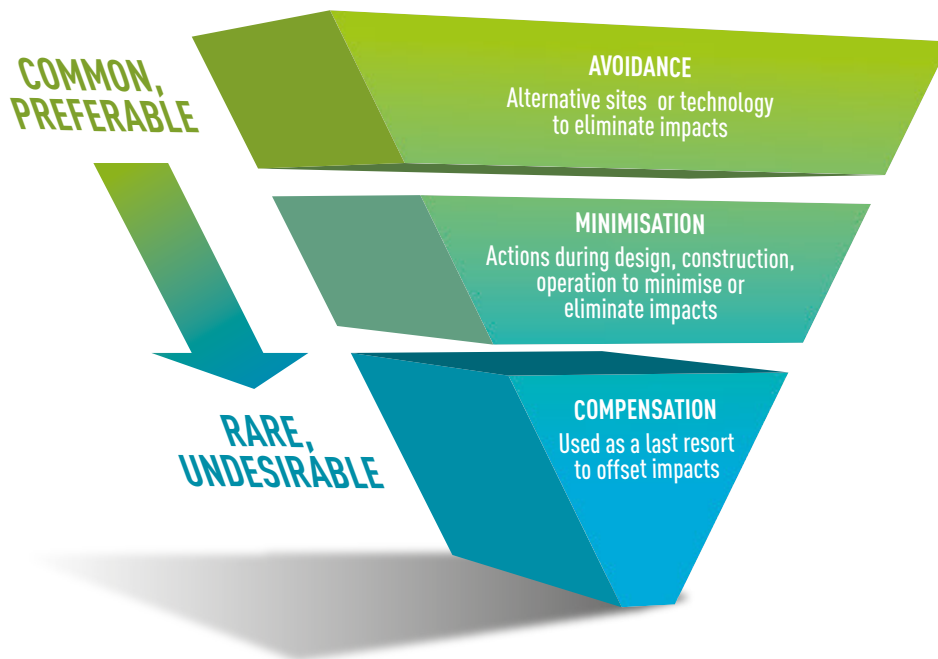 COMMON,
PREFERABLE
AVOIDANCE
Alternative sites or technology
to eliminate impacts
MINIMISATION
Actions during design, construction,
operation to minimise or
eliminate impacts
RARE,
UNDESIRABLE
COMPENSATION
Used as a last resort
to offset impacts